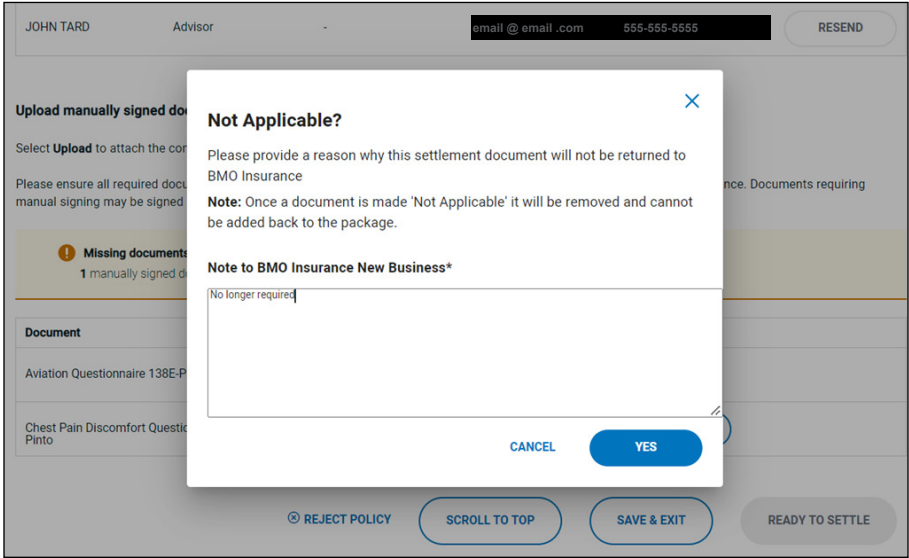 JOHN TARD Advisor - email @ email .com 555-555-5555 RESEND
Upload manually signed do
Select Upload to attach the cor
Please ensure all required docu nce. Documents requiring
manual signing may be signed
Missing documents
1 manually signed d
Document
Aviation Questionnaire 138E-P
Chest Pain Discomfort Questio
Pinto
Not Applicable?
Please provide a reason why this settlement document will not be returned to
BMO Insurance
Note: Once a document is made 'Not Applicable' it will be removed and cannot
be added back to the package.
Note to BMO Insurance New Business*
No longer required
CANCEL YES
REJECT POLICY SCROLL TO TOP SAVE & EXIT READY TO SETTLE